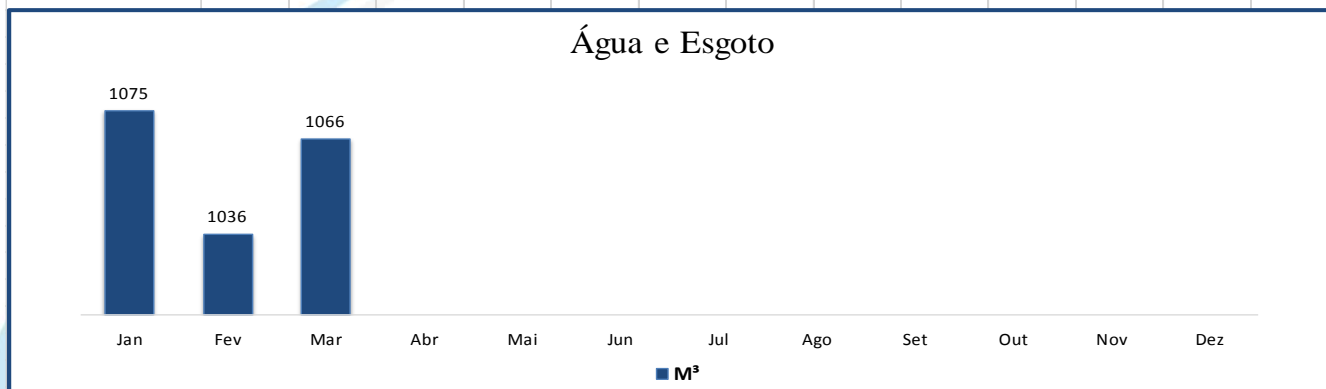 Água e Esgoto
1075
1036
1066
Jan Fev Mar Abr Mai Jun Jul Ago Set Out Nov Dez
M³